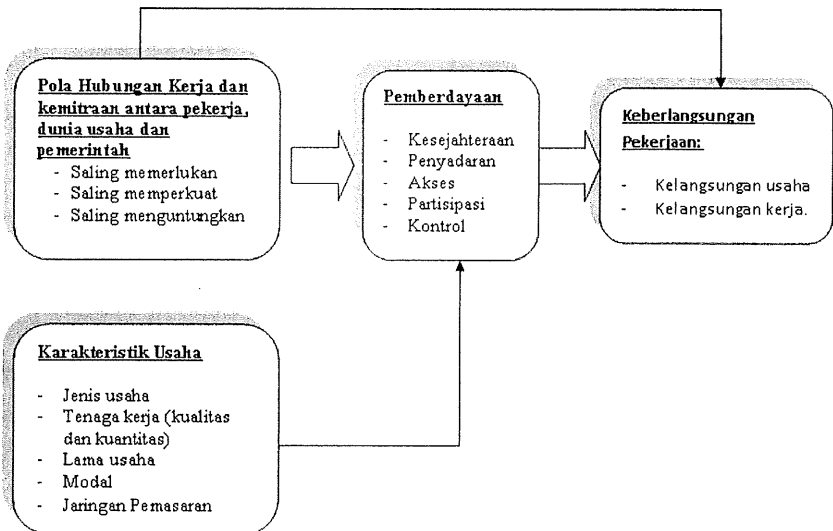 Pola Hubungan Kerja dan
kemitraan antara pekerja,
dunia usaha dan
pemerintah
- Saling memerlukan
- Saling memperkuat
- Saling menguntungkan
Pemberdayaan
- Kesejahteraan
- Penyadaran
- Akses
- Partisipasi
- Kontrol
Keberlangsungan
Pekerjaan:
- Kelangsungan usaha
- Kelangsungan kerja.
Karakteristik Usaha
- Jenis usaha
- Tenaga kerja (kualitas
dan kuantitas)
- Lama usaha
- Modal
- Jaringan Pemasaran